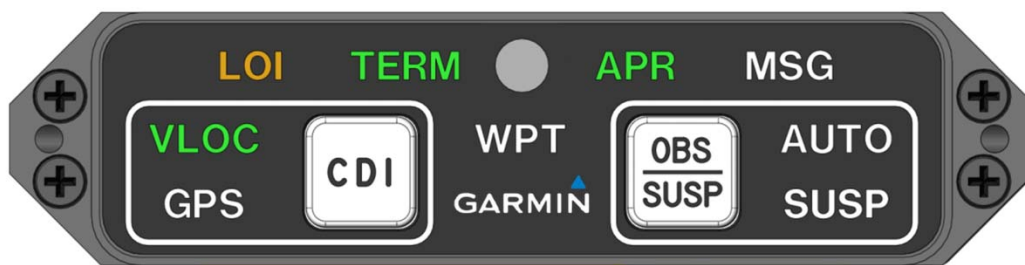 LOI TERM APR MSG
VLOC CDI WPT OBS AUTO
GPS GARMIN SUSP SUSP